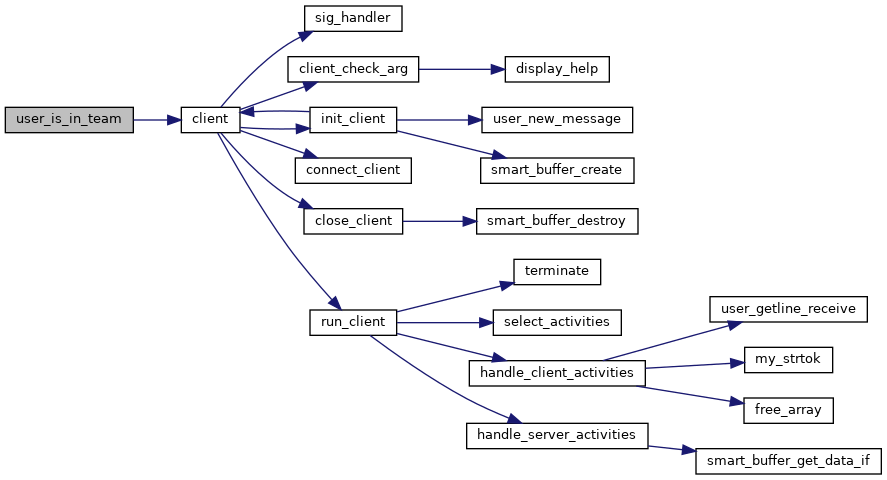 sig_handler
client_check_arg
display_help
user_is_in_team
client
init_client
user_new_message
connect_client
smart_buffer_create
close_client
smart_buffer_destroy
terminate
run_client
select_activities
user_getline_receive
handle_client_activities
my_strtok
free_array
handle_server_activities
smart_buffer_get_data_if